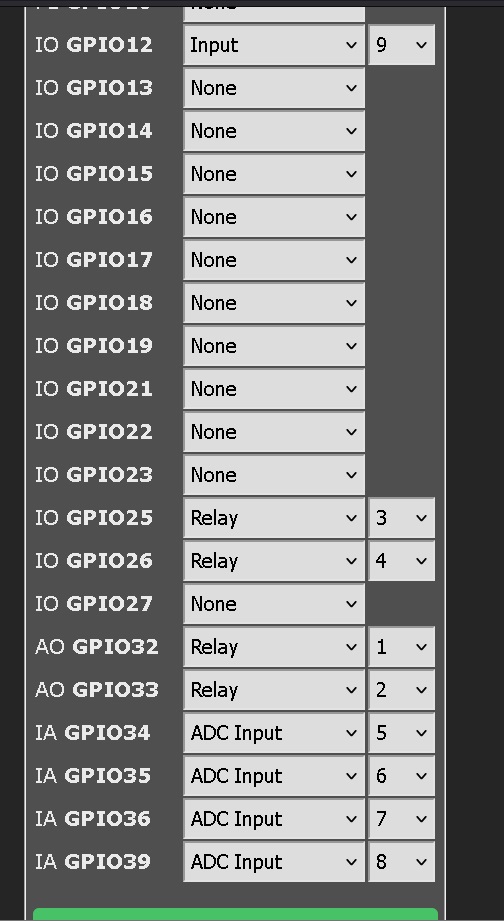 IO GPIO12 Input 9
IO GPIO13 None
IO GPIO14 None
IO GPIO15 None
IO GPIO16 None
IO GPIO17 None
IO GPIO18 None
IO GPIO19 None
IO GPIO21 None
IO GPIO22 None
IO GPIO23 None
IO GPIO25 Relay 3
IO GPIO26 Relay 4
IO GPIO27 None
AO GPIO32 Relay 1
AO GPIO33 Relay 2
IA GPIO34 ADC Input 5
IA GPIO35 ADC Input 6
IA GPIO36 ADC Input 7
IA GPIO39 ADC Input 8